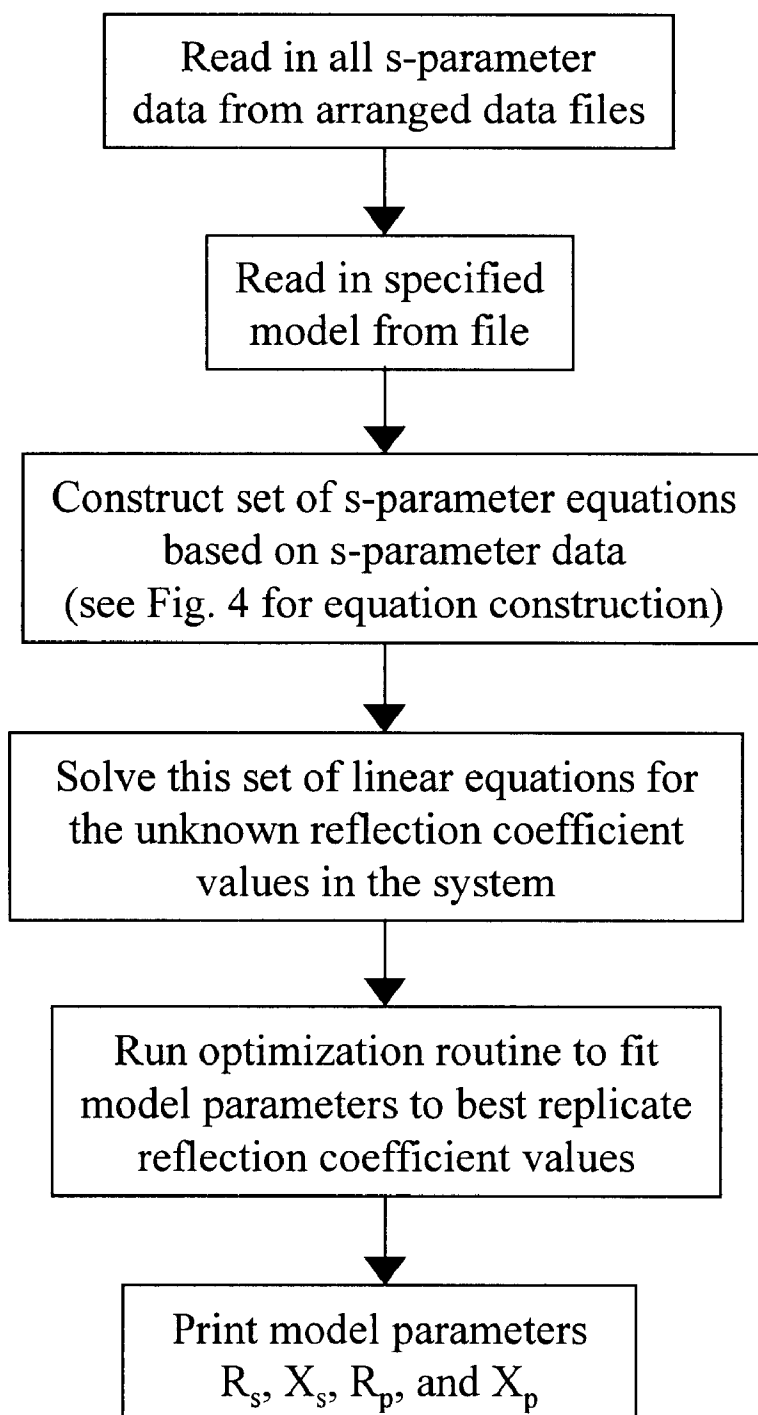 Read in all s-parameter
data from arranged data files
Read in specified
model from file
Construct set of s-parameter equations
based on s-parameter data
(see Fig. 4 for equation construction)
Solve this set of linear equations for
the unknown reflection coefficient
values in the system
Run optimization routine to fit
model parameters to best replicate
reflection coefficient values
Print model parameters
Rₛ, Xₛ, Rₚ, and Xₚ